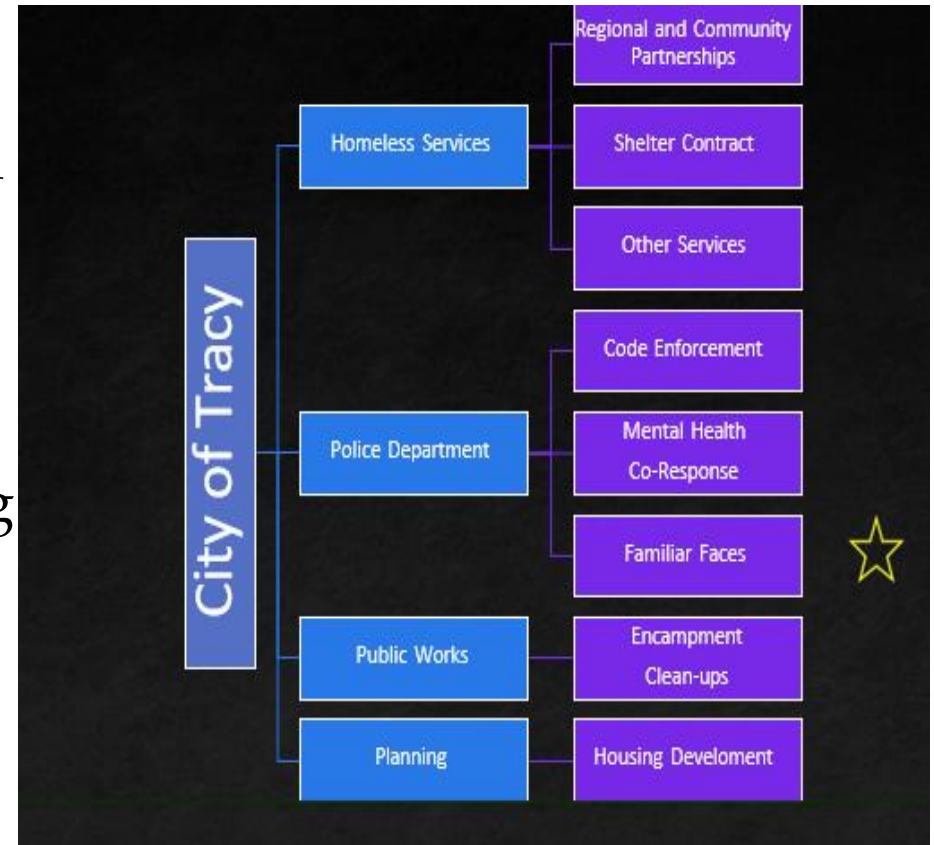 City of Tracy
Homeless Services
Regional and Community
Partnerships
Shelter Contract
Other Services
Police Department
Code Enforcement
Mental Health
Co-Response
Familiar Faces
Public Works
Encampment
Clean-ups
Planning
Housing Develoment